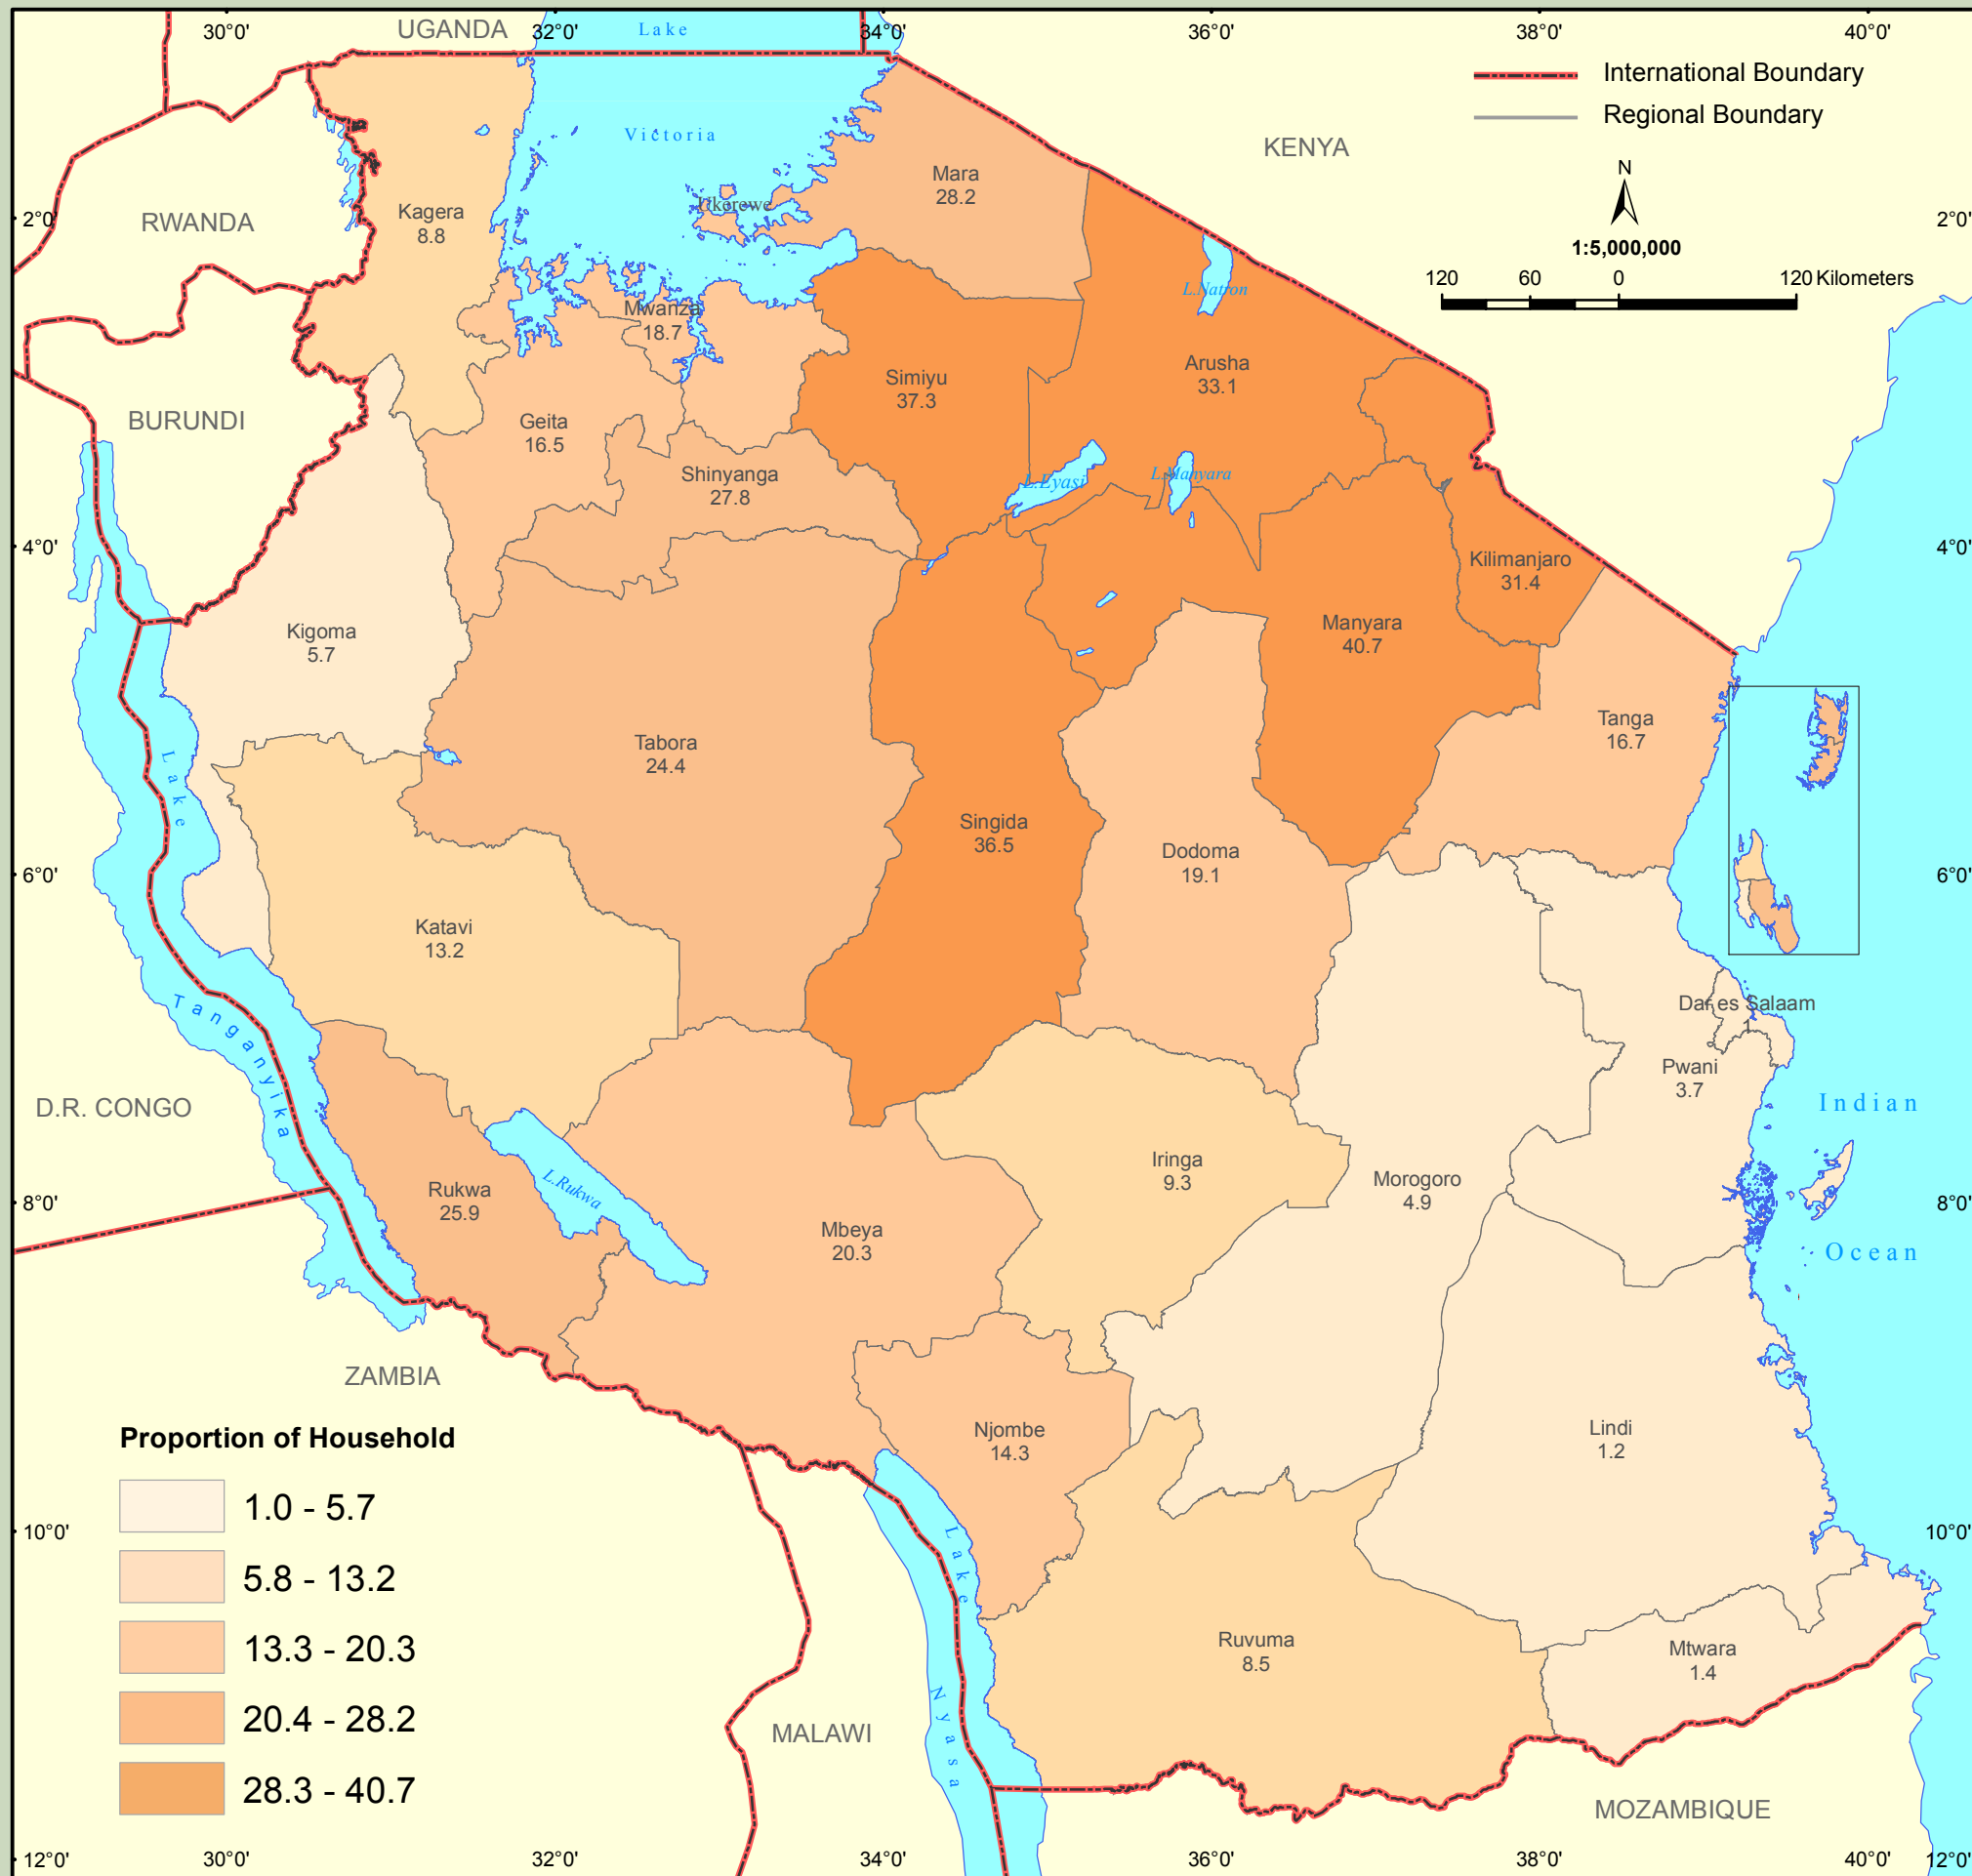 30°0' 32°0' 34°0' 36°0' 38°0' 40°0'
UGANDA
Lake
International Boundary
Regional Boundary
Victoria
KENYA
N
Mara
28.2
Ukerewe
Kagera
8.8
RWANDA
2°0' 2°0'
1:5,000,000
120 60 0 120 Kilometers
L.Natron
Mwanza
18.7
Arusha
33.1
Simiyu
37.3
BURUNDI
Geita
16.5
Shinyanga
27.8
L.Eyasi
L.Manyara
4°0' 4°0'
Kilimanjaro
31.4
Kigoma
5.7
Manyara
40.7
Tanga
16.7
Tabora
24.4
Lake
Singida
36.5
Dodoma
19.1
6°0' 6°0'
Katavi
13.2
Tanganyika
Dar es Salaam
1
Pwani
3.7
D.R. CONGO
Indian
Iringa
9.3
Morogoro
4.9
Rukwa
25.9
L.Rukwa
8°0' 8°0'
Mbeya
20.3
Ocean
ZAMBIA
Njombe
14.3
Lindi
1.2
Proportion of Household
1.0 - 5.7
5.8 - 13.2
13.3 - 20.3
20.4 - 28.2
28.3 - 40.7
10°0' 10°0'
Lake
Nyasa
Ruvuma
8.5
Mtwara
1.4
MALAWI
MOZAMBIQUE
12°0' 30°0' 32°0' 34°0' 36°0' 38°0' 40°0' 12°0'